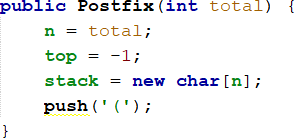 public Postfix(int total) {
n = total;
top = -1;
stack = new char[n];
push('(');
}